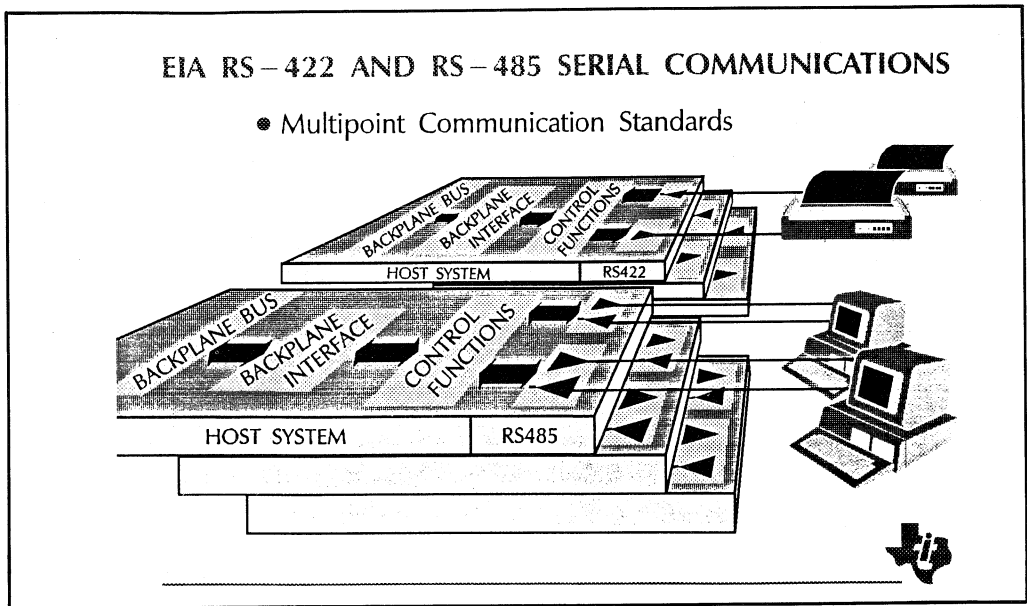 EIA RS-422 AND RS-485 SERIAL COMMUNICATIONS
• Multipoint Communication Standards
BACKPLANE BUS
BACKPLANE
INTERFACE
CONTROL
FUNCTIONS
HOST SYSTEM
RS422
BACKPLANE BUS
BACKPLANE
INTERFACE
CONTROL
FUNCTIONS
HOST SYSTEM
RS485